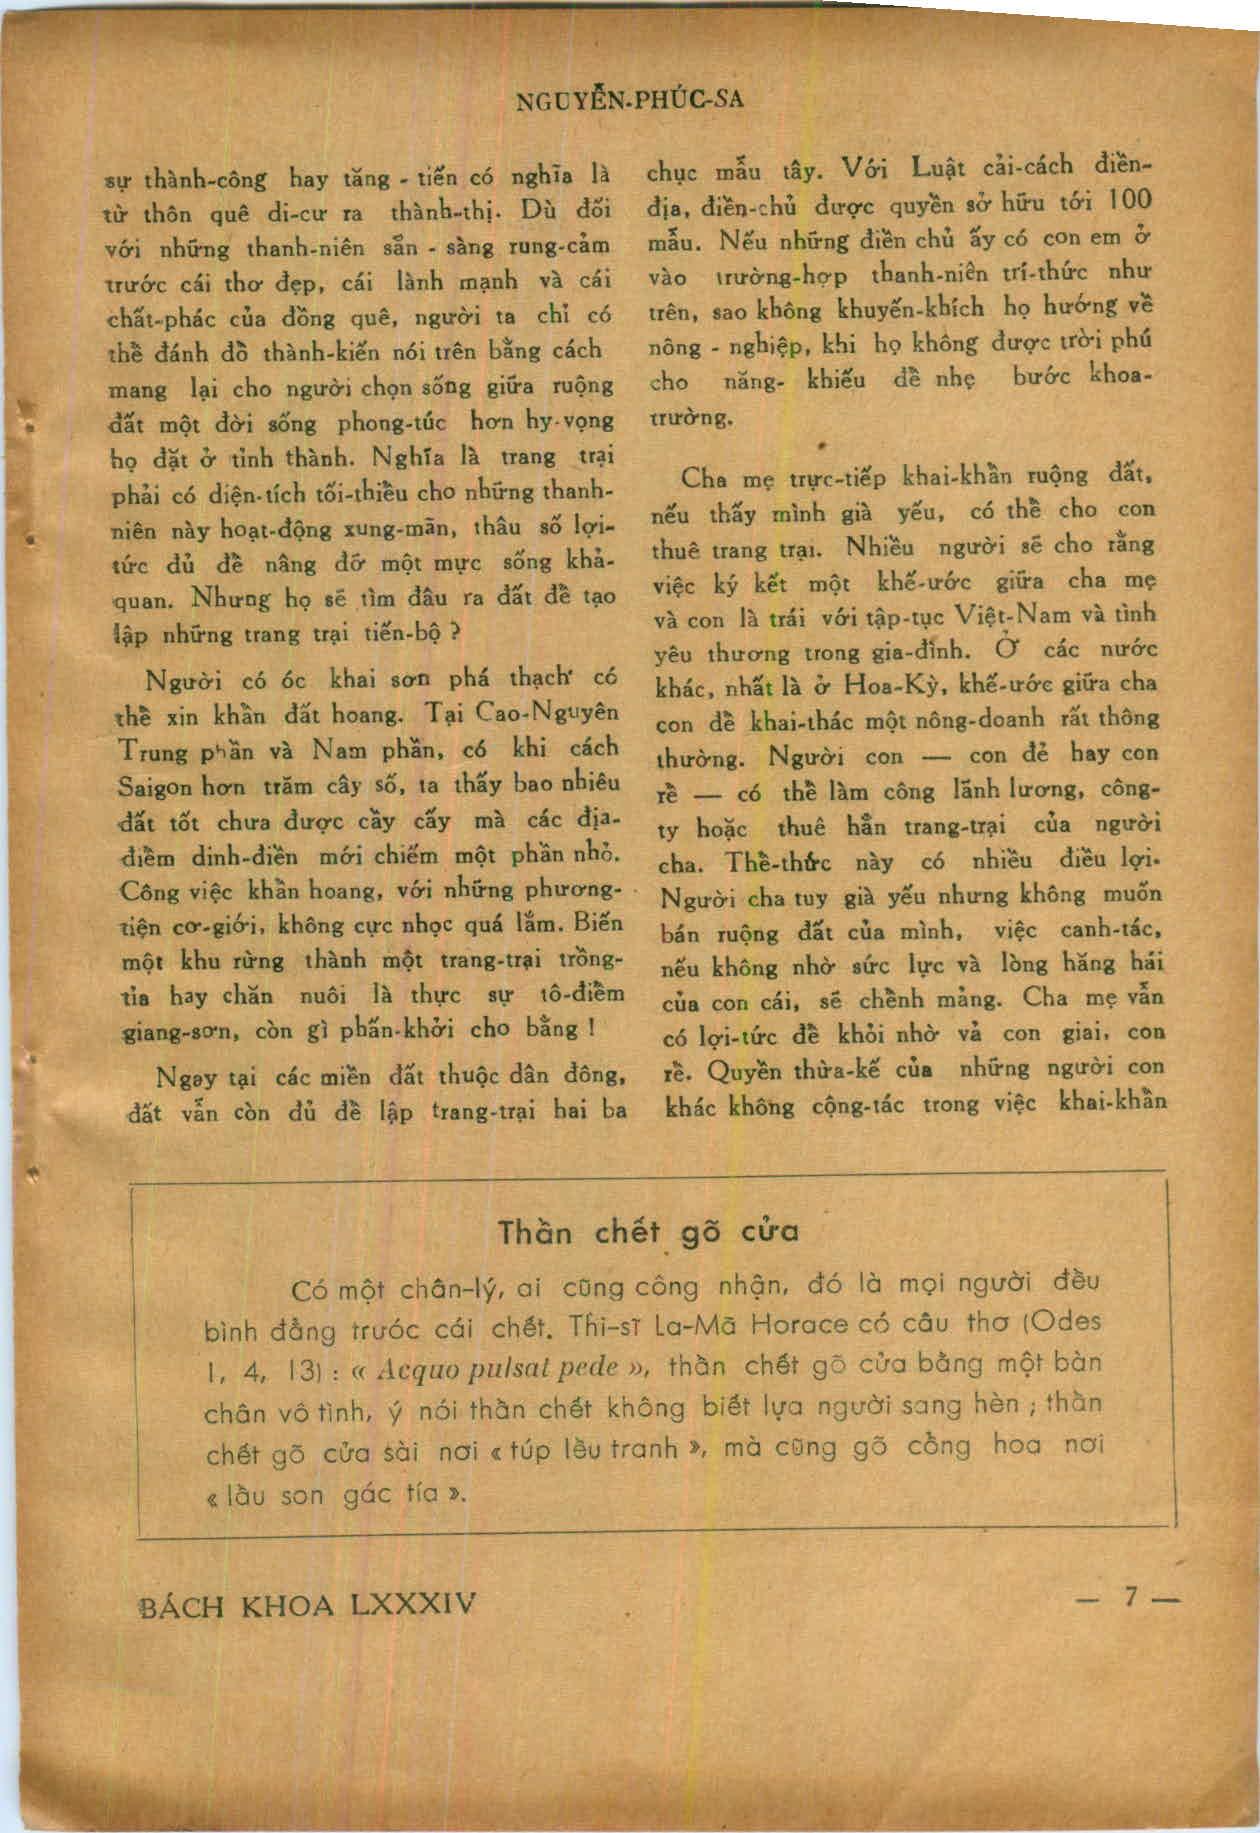 NGUYỄN-PHÚC-SA
sự thành-công hay tăng - tiến có nghĩa là
từ thôn quê di-cư ra thành-thị. Dù đối
với những thanh-niên sẵn - sàng rung-cảm
trước cái thơ đẹp, cái lành mạnh và cái
chất-phác của đồng quê, người ta chỉ có
thể đánh đổ thành-kiến nói trên bằng cách
mang lại cho người chọn sống giữa ruộng
đất một đời sống phong-túc hơn hy-vọng
họ đặt ở tỉnh thành. Nghĩa là trang trại
phải có diện-tích tối-thiểu cho những thanh-
niên này hoạt-động xung-mãn, thâu số lợi-
tức đủ để nâng đỡ một mực sống khả-
quan. Nhưng họ sẽ tìm đâu ra đất để tạo
lập những trang trại tiến-bộ ?
Người có óc khai sơn phá thạch có
thể xin khẩn đất hoang. Tại Cao-Nguyên
Trung phần và Nam phần, có khi cách
Saigon hơn trăm cây số, ta thấy bao nhiêu
đất tốt chưa được cầy cấy mà các địa-
điểm dinh-điền mới chiếm một phần nhỏ.
Công việc khẩn hoang, với những phương-
tiện cơ-giới, không cực nhọc quá lắm. Biến
một khu rừng thành một trang-trại trồng-
tỉa hay chăn nuôi là thực sự tô-điểm
giang-sơn, còn gì phấn-khởi cho bằng !
Ngay tại các miền đất thuộc dân đông,
đất vẫn còn đủ để lập trang-trại hai ba
chục mẫu tây. Với Luật cải-cách điền-
địa, điền-chủ được quyền sở hữu tới 100
mẫu. Nếu những điền chủ ấy có con em ở
vào trường-hợp thanh-niên trí-thức như
trên, sao không khuyến-khích họ hướng về
nông - nghiệp, khi họ không được trời phú
cho năng- khiếu để nhẹ bước khoa-
trường.
Cha mẹ trực-tiếp khai-khẩn ruộng đất,
nếu thấy mình già yếu, có thể cho con
thuê trang trại. Nhiều người sẽ cho rằng
việc ký kết một khế-ước giữa cha mẹ
và con là trái với tập-tục Việt-Nam và tình
yêu thương trong gia-đình. Ở các nước
khác, nhất là ở Hoa-Kỳ, khế-ước giữa cha
con để khai-thác một nông-doanh rất thông
thường. Người con — con đẻ hay con
rể — có thể làm công lãnh lương, công-
ty hoặc thuê hẳn trang-trại của người
cha. Thể-thức này có nhiều điều lợi.
Người cha tuy già yếu nhưng không muốn
bán ruộng đất của mình, việc canh-tác,
nếu không nhờ sức lực và lòng hăng hái
của con cái, sẽ chểnh mảng. Cha mẹ vẫn
có lợi-tức để khỏi nhờ vả con giai, con
rể. Quyền thừa-kế của những người con
khác không cộng-tác trong việc khai-khẩn
Thần chết gõ cửa
Có một chân-lý, ai cũng công nhận, đó là mọi người đều
bình đẳng trước cái chết. Thi-sĩ La-Mã Horace có câu thơ (Odes
1, 4, 13) : « Acquo pulsat pede », thần chết gõ cửa bằng một bàn
chân vô tình, ý nói thần chết không biết lựa người sang hèn ; thần
chết gõ cửa sài nơi « túp lều tranh », mà cũng gõ cổng hoa nơi
« lầu son gác tía ».
BÁCH KHOA LXXXIV
— 7 —